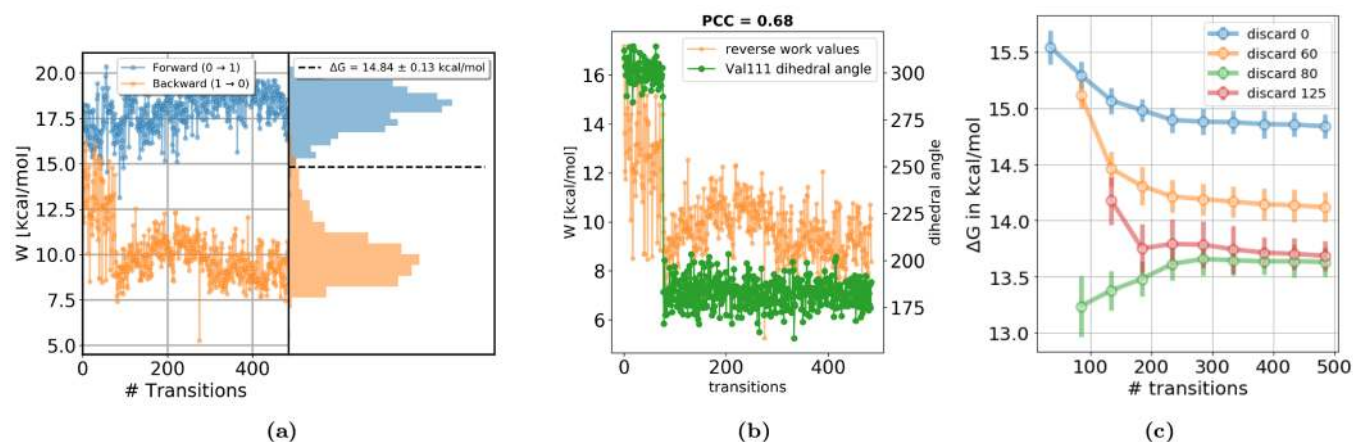 20.0
17.5
15.0
12.5
10.0
7.5
5.0
W [kcal/mol]
Forward (0 → 1)
Backward (1 → 0)
ΔG = 14.84 ± 0.13 kcal/mol
0 200 400
# Transitions
(a)
PCC = 0.68
reverse work values
Val111 dihedral angle
16
14
12
10
8
6
W [kcal/mol]
300
275
250
225
200
175
dihedral angle
0 200 400
transitions
(b)
discard 0
discard 60
discard 80
discard 125
15.5
15.0
14.5
14.0
13.5
13.0
ΔG in kcal/mol
100 200 300 400 500
# transitions
(c)